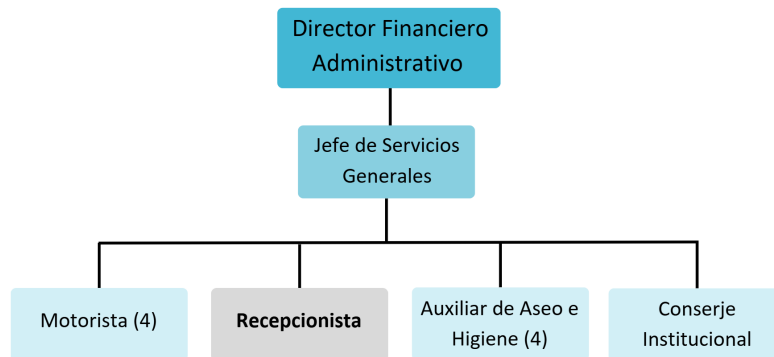 Director Financiero
Administrativo
Jefe de Servicios
Generales
Motorista (4)
Recepcionista
Auxiliar de Aseo e
Higiene (4)
Conserje
Institucional